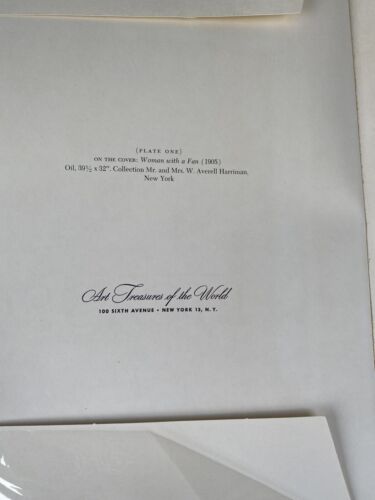 (PLATE ONE)
ON THE COVER: Woman with a Fan (1905)
Oil, 39½ x 32". Collection Mr. and Mrs. W. Averell Harriman,
New York
Art Treasures of the World
100 SIXTH AVENUE • NEW YORK 13, N. Y.